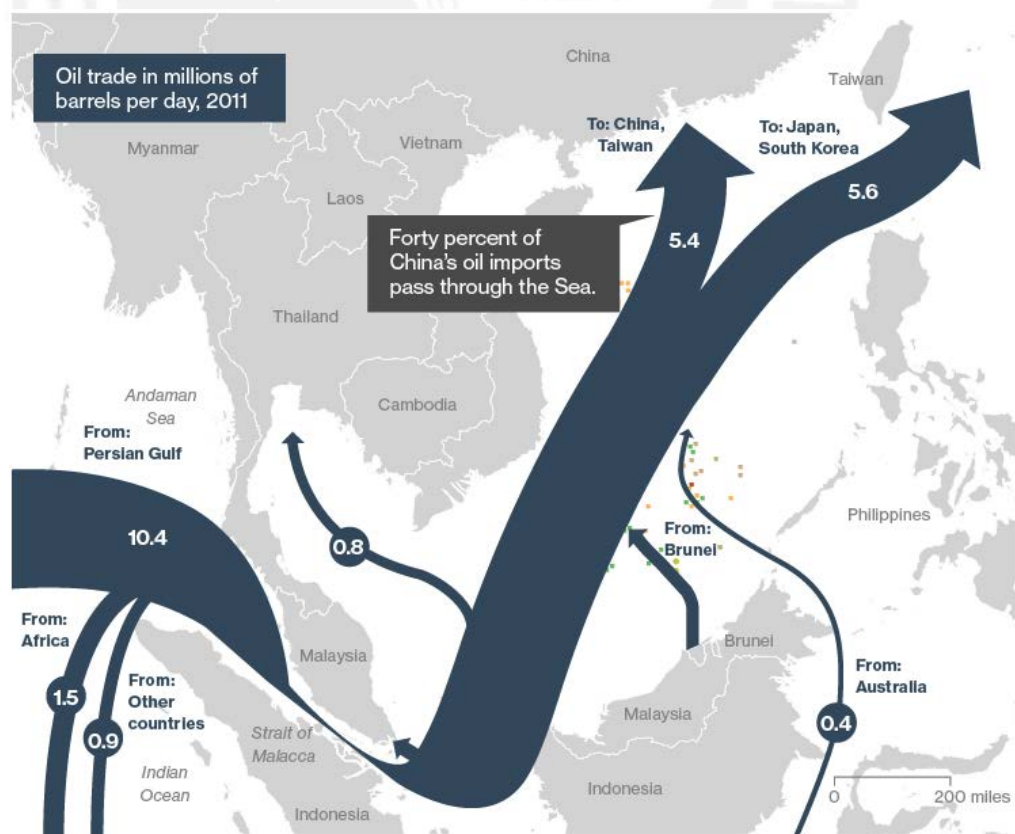 Oil trade in millions of
barrels per day, 2011
China
Taiwan
To: China,
Taiwan
To: Japan,
South Korea
Myanmar
Vietnam
Laos
5.6
5.4
Forty percent of
China's oil imports
pass through the Sea.
Thailand
Andaman
Sea
Cambodia
From:
Persian Gulf
10.4
0.8
Philippines
From:
Brunei
From:
Africa
Malaysia
Brunei
1.5
From:
Other
countries
0.9
Strait of
Malacca
Malaysia
From:
Australia
0.4
Indian
Ocean
Indonesia
Indonesia
0
200 miles